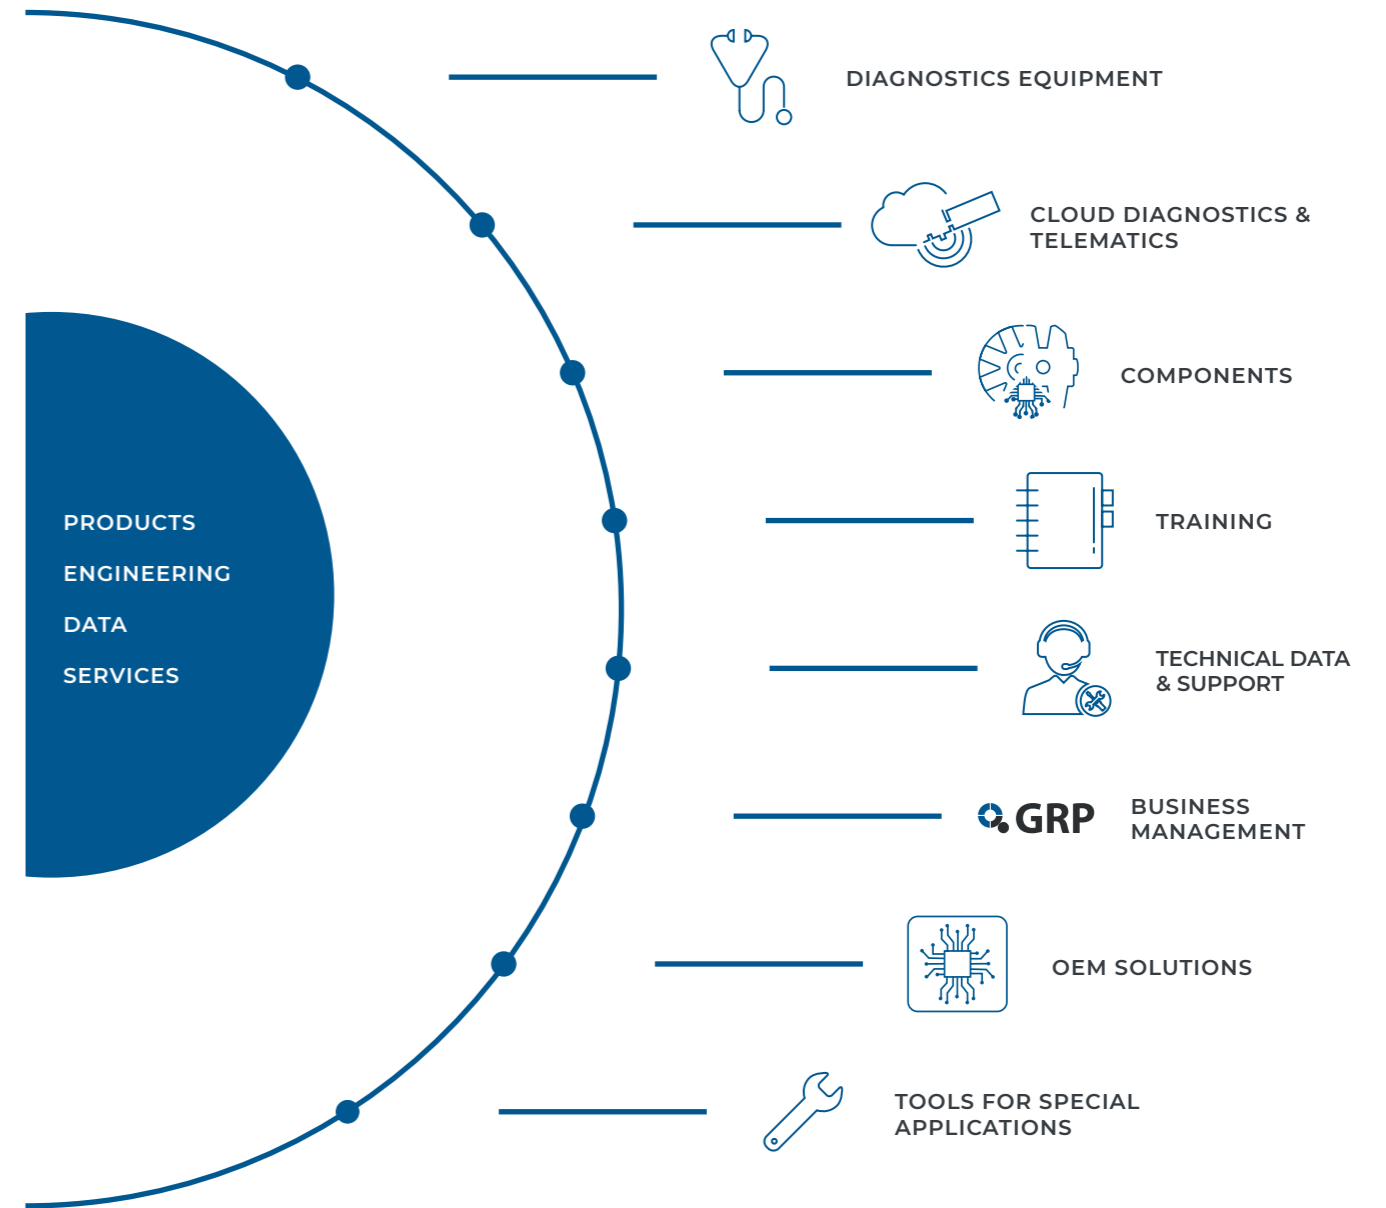 PRODUCTS
ENGINEERING
DATA
SERVICES
DIAGNOSTICS EQUIPMENT
CLOUD DIAGNOSTICS &
TELEMATICS
COMPONENTS
TRAINING
TECHNICAL DATA
& SUPPORT
GRP
BUSINESS
MANAGEMENT
OEM SOLUTIONS
TOOLS FOR SPECIAL
APPLICATIONS